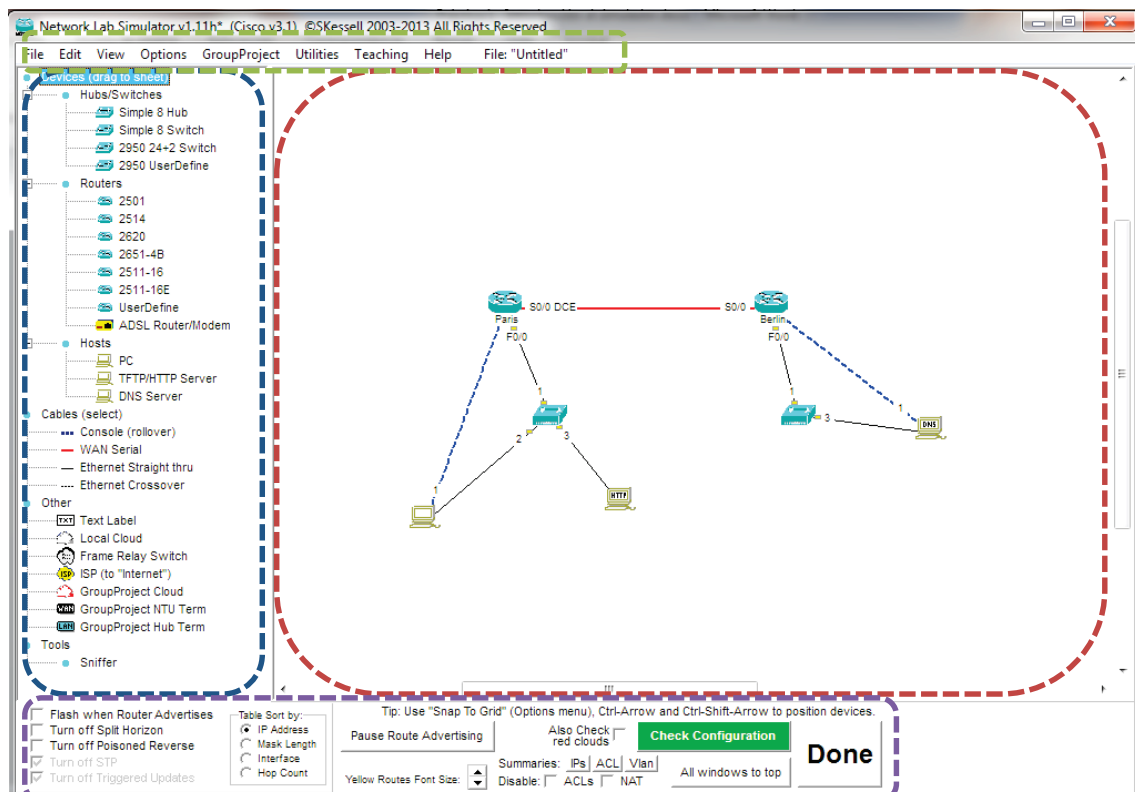 Network Lab Simulator v1.11h* (Cisco v3.1) ©SKessell 2003-2013 All Rights Reserved
File Edit View Options GroupProject Utilities Teaching Help File: "Untitled"
Devices (drag to sheet)
Hubs/Switches
Simple 8 Hub
Simple 8 Switch
2950 24+2 Switch
2950 UserDefine
Routers
2501
2514
2620
2651-4B
2511-16
2511-16E
UserDefine
ADSL Router/Modem
Hosts
PC
TFTP/HTTP Server
DNS Server
Cables (select)
Console (rollover)
WAN Serial
Ethernet Straight thru
Ethernet Crossover
Other
TXT Text Label
Local Cloud
Frame Relay Switch
ISP ISP (to "Internet")
GroupProject Cloud
WAN GroupProject NTU Term
LAN GroupProject Hub Term
Tools
Sniffer
S0/0 DCE
S0/0
Paris
Berlin
F0/0
F0/0
1
1
1
3
DNS
2
3
1
HTTP
Flash when Router Advertises
Turn off Split Horizon
Turn off Poisoned Reverse
Turn off STP
Turn off Triggered Updates
Table Sort by:
IP Address
Mask Length
Interface
Hop Count
Tip: Use "Snap To Grid" (Options menu), Ctrl-Arrow and Ctrl-Shift-Arrow to position devices.
Pause Route Advertising
Also Check red clouds
Check Configuration
Done
Yellow Routes Font Size:
Summaries: IPs ACL Vlan
Disable: ACLs NAT
All windows to top